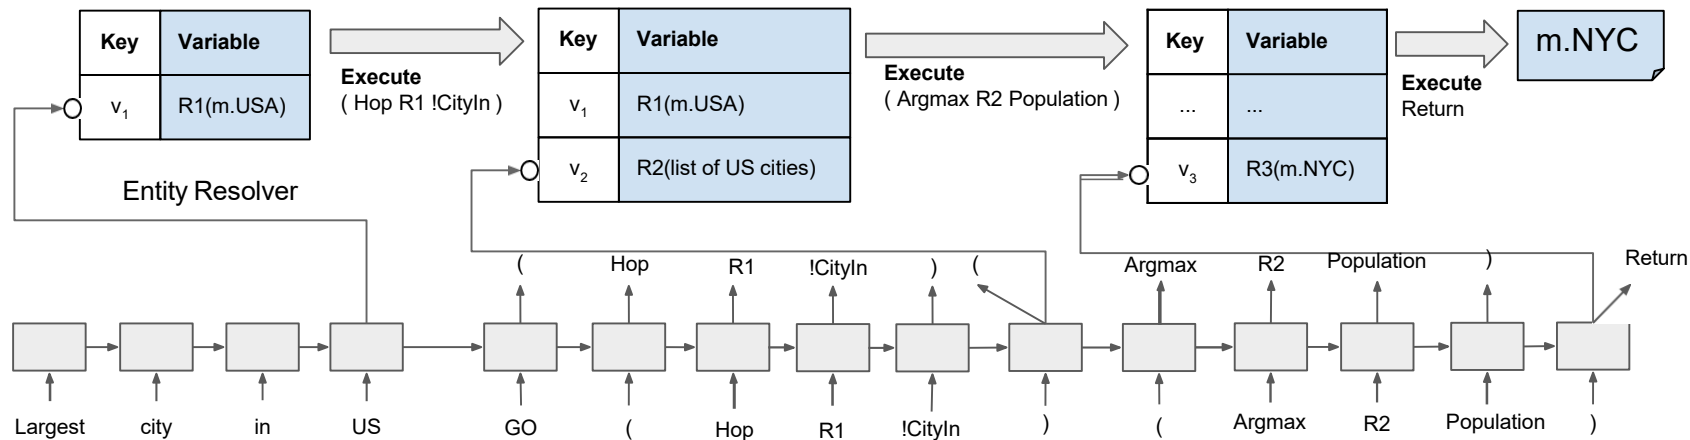 Key Variable
v1 R1(m.USA)
Execute
( Hop R1 !CityIn )
Key Variable
v1 R1(m.USA)
v2 R2(list of US cities)
Execute
( Argmax R2 Population )
Key Variable
... ...
v3 R3(m.NYC)
Execute
Return
m.NYC
Entity Resolver
( Hop R1 !CityIn ) ( Argmax R2 Population ) Return
Largest city in US GO ( Hop R1 !CityIn ) ( Argmax R2 Population )